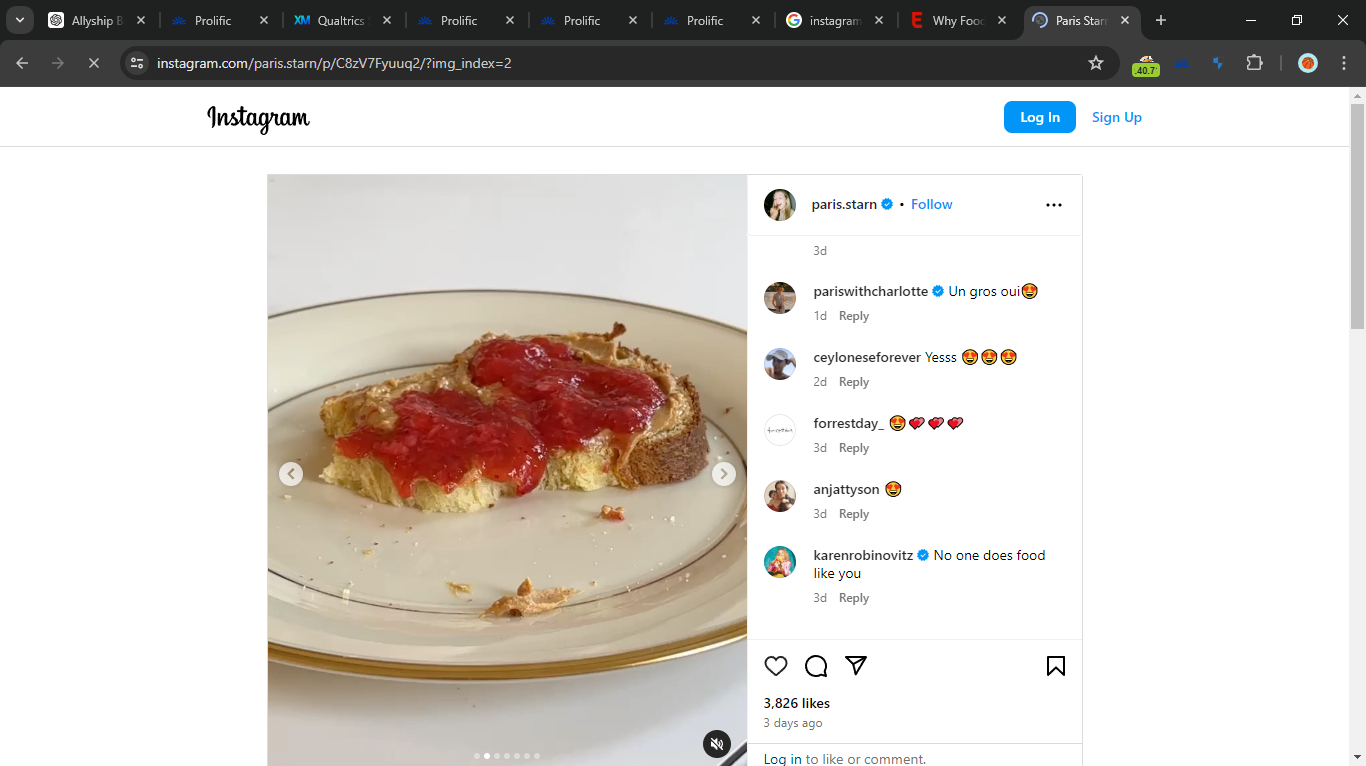 Allyship B
Prolific
Qualtrics
Prolific
Prolific
Prolific
instagram
Why Foo
Paris Star
instagram.com/paris.starn/p/C8zV7Fyuuq2/?img_index=2
40.7
Instagram
Log In
Sign Up
paris.starn • Follow
3d
pariswithcharlotte Un gros oui😍
1d Reply
ceyloneseforever Yesss 😍😍😍
2d Reply
forrestday_ 😍💕💕💕
3d Reply
anjattyson 😍
3d Reply
karenrobinovitz No one does food
like you
3d Reply
3,826 likes
3 days ago
Log in to like or comment.